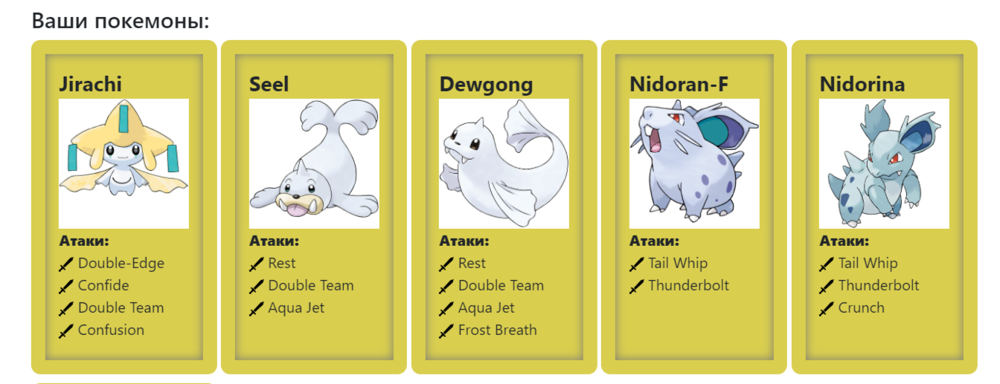 Ваши покемоны:
Jirachi
Атаки:
Double-Edge
Confide
Double Team
Confusion
Seel
Атаки:
Rest
Double Team
Aqua Jet
Dewgong
Атаки:
Rest
Double Team
Aqua Jet
Frost Breath
Nidoran-F
Атаки:
Tail Whip
Thunderbolt
Nidorina
Атаки:
Tail Whip
Thunderbolt
Crunch